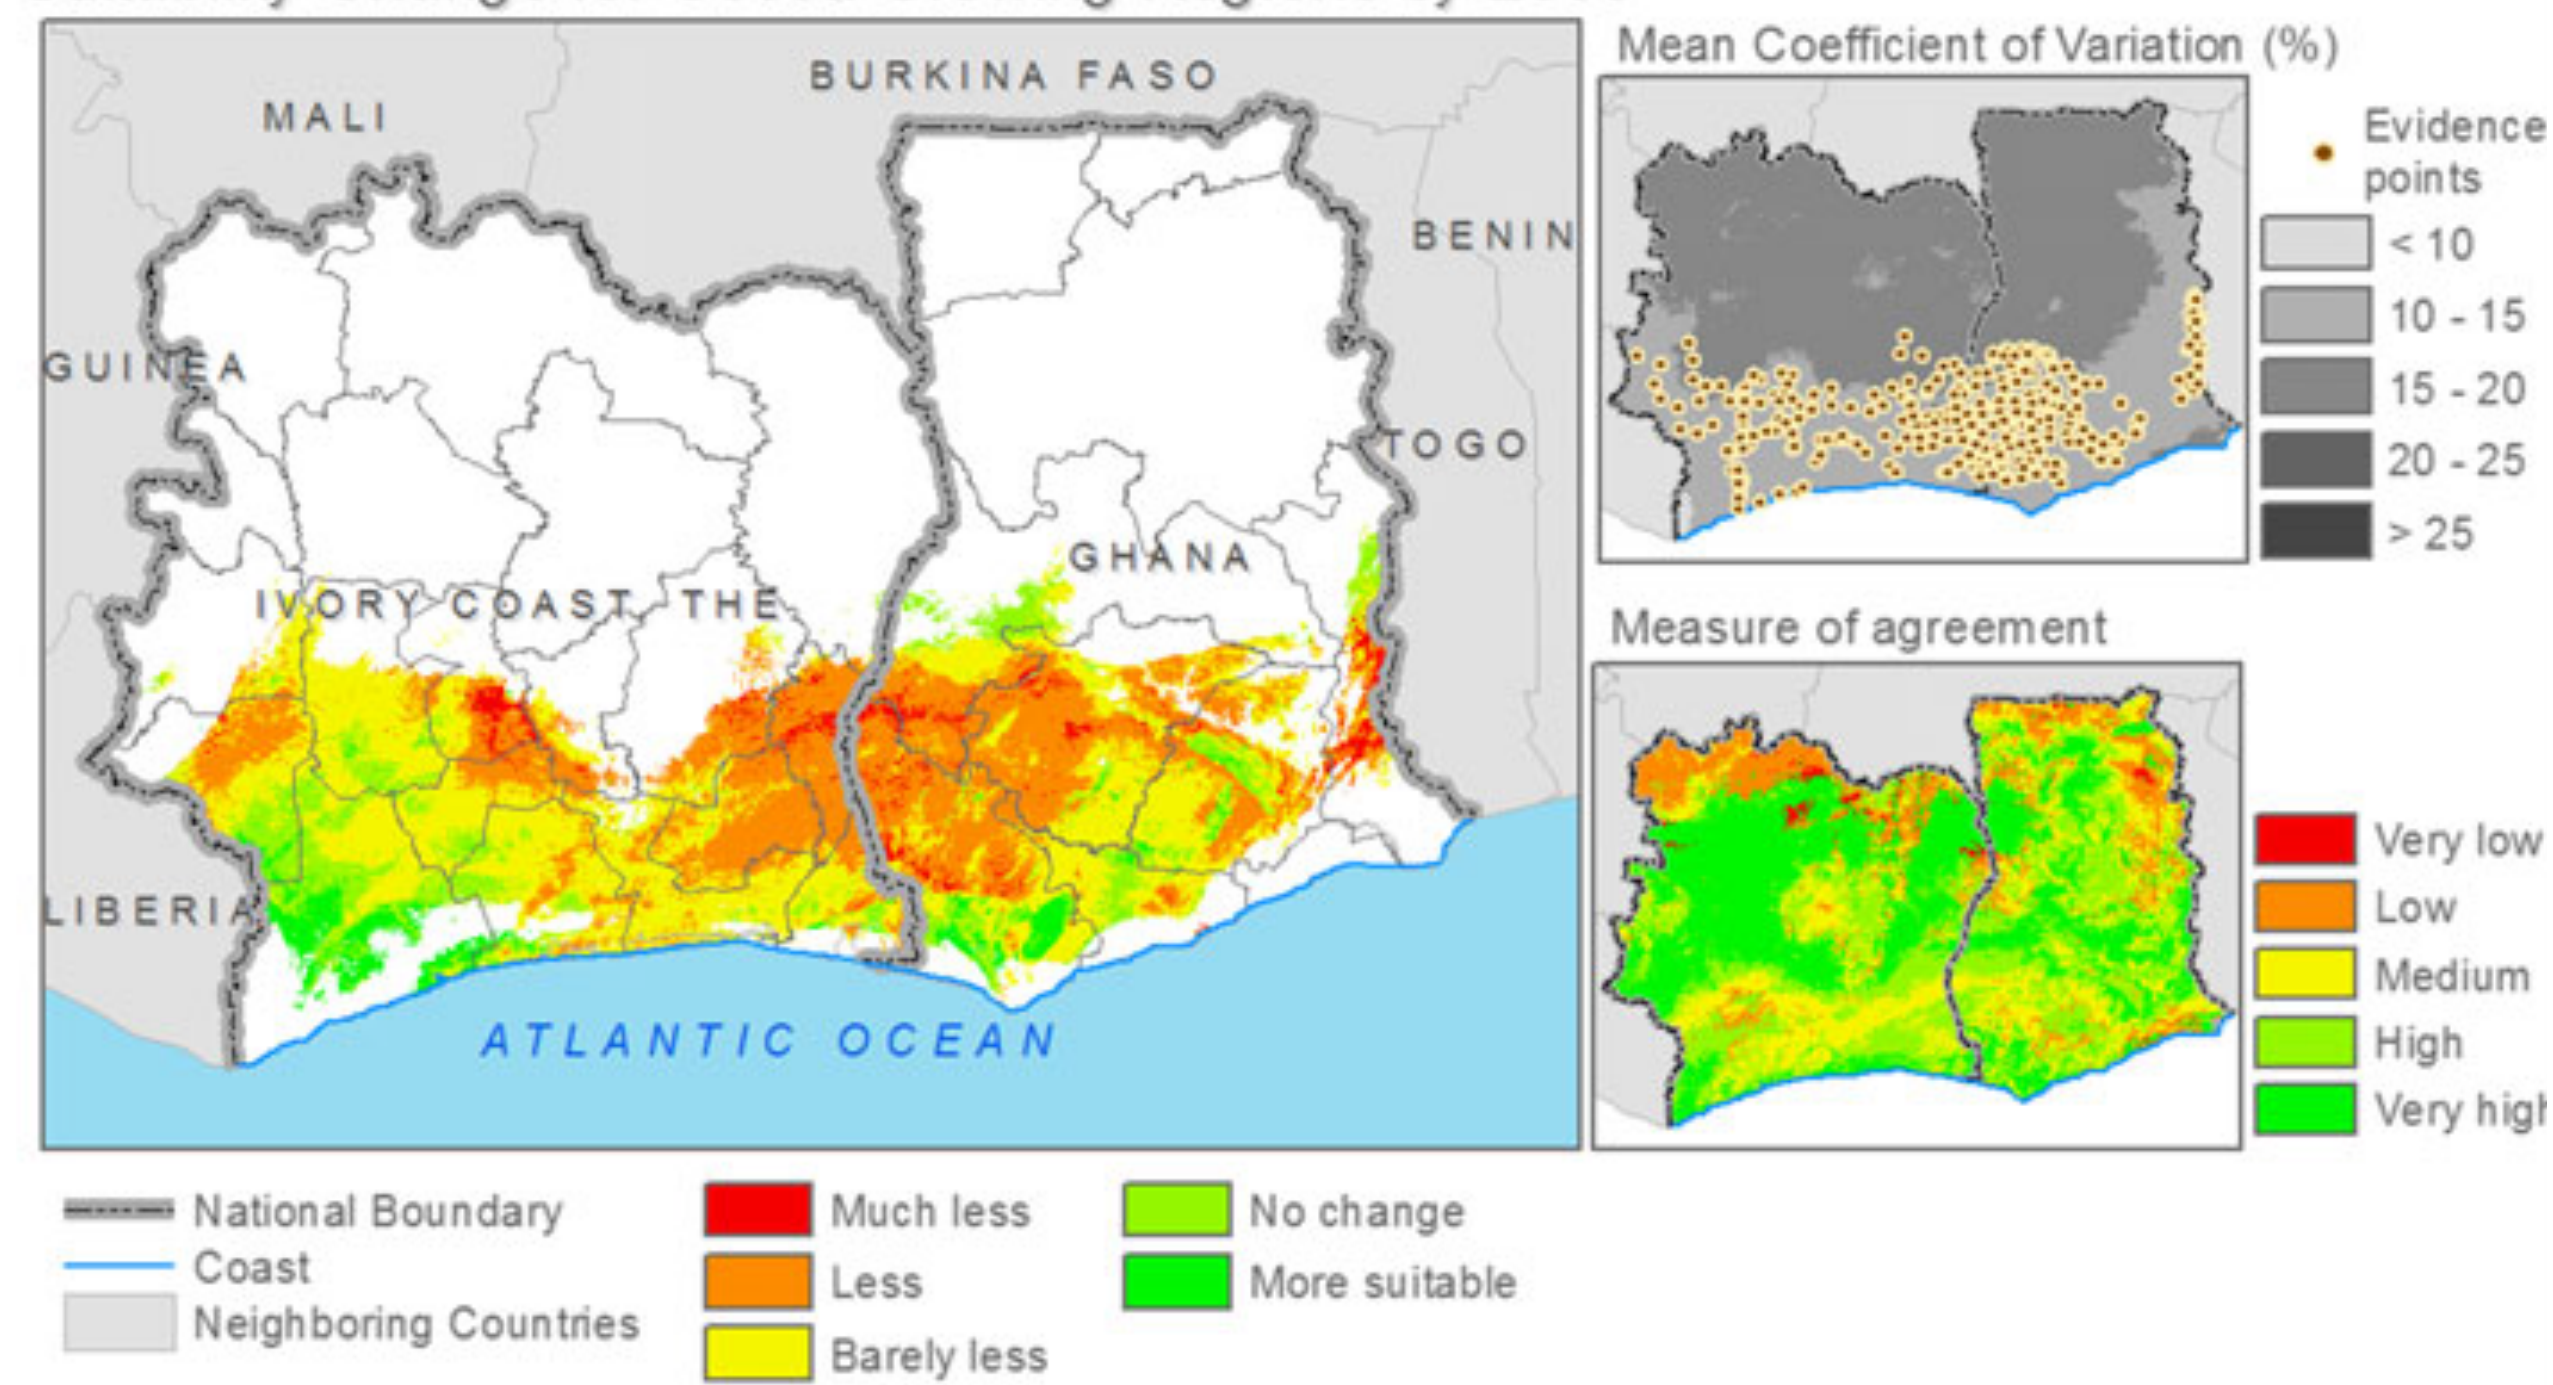 BURKINA FASO
MALI
BENIN
GUINEA
TOGO
GHANA
IVORY COAST, THE
LIBERIA
ATLANTIC OCEAN
National Boundary
Coast
Neighboring Countries
Much less
Less
Barely less
No change
More suitable
Mean Coefficient of Variation (%)
Evidence
points
< 10
10 - 15
15 - 20
20 - 25
> 25
Measure of agreement
Very low
Low
Medium
High
Very high